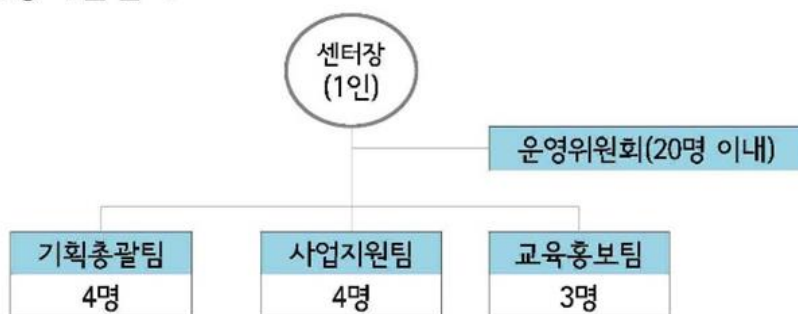 센터장
(1인)
운영위원회(20명 이내)
기획총괄팀
사업지원팀
교육홍보팀
4명
4명
3명